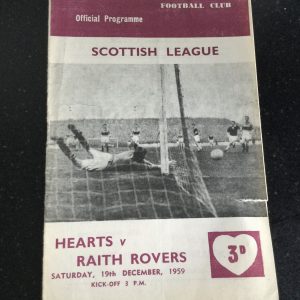 FOOTBALL CLUB
Official Programme
SCOTTISH LEAGUE
HEARTS v
RAITH ROVERS
SATURDAY, 19th DECEMBER, 1959
KICK-OFF 3 P.M.
3D